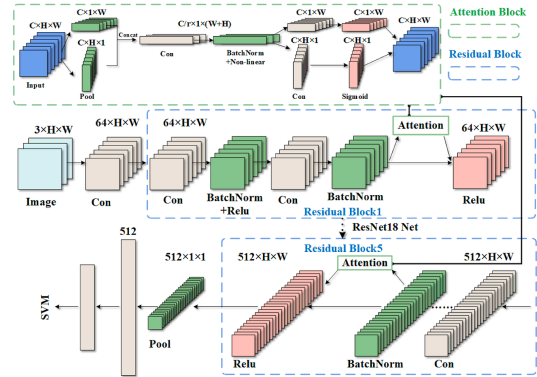 C/r×1×(W+H)
Attention Block
C×H×W
C×1×W
C×1×W
C×1×W
C×H×W
C×H×1
Concat
C×H×1
C×H×1
Con
BatchNorm
+Non-linear
Input
Pool
Con
Sigmoid
Residual Block
3×H×W
64×H×W
64×H×W
Attention
64×H×W
Image
Con
Con
BatchNorm
+Relu
Con
BatchNorm
Relu
Residual Block1
ResNet18 Net
Residual Block5
512
512×1×1
512×H×W
Attention
512×H×W
SVM
Pool
Relu
BatchNorm
Con